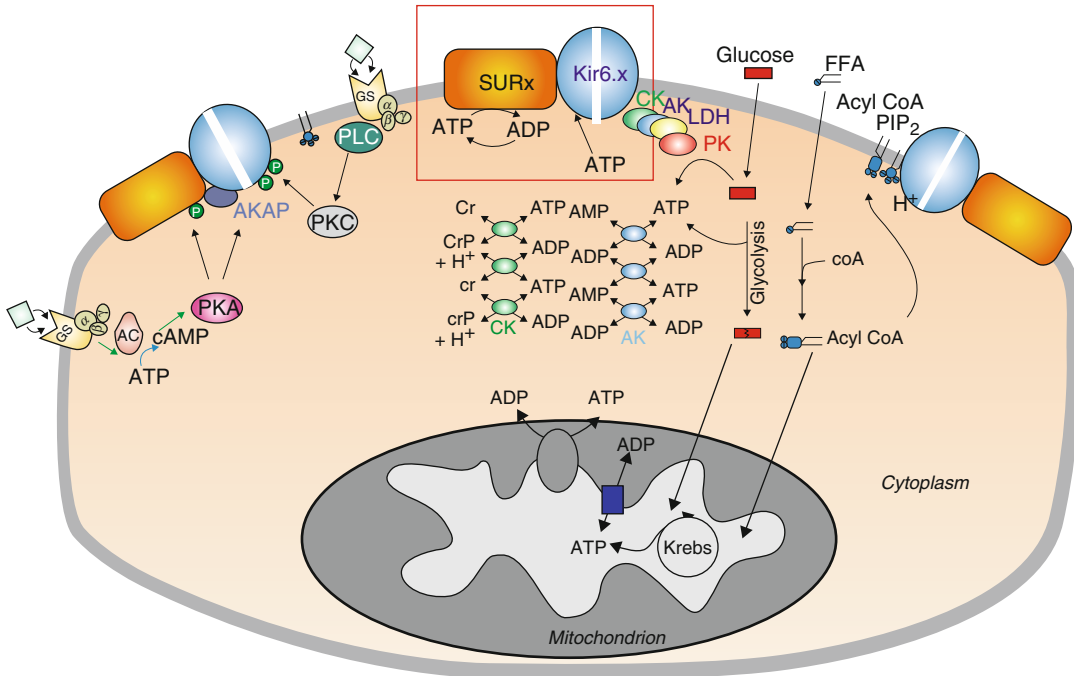 SURx
Kir6.x
ATP
ADP
ATP
CK
AK
LDH
PK
Glucose
FFA
Acyl CoA
PIP2
H+
GS
α
β
γ
PLC
PKC
P
P
P
AKAP
PKA
GS
α
β
γ
AC
cAMP
ATP
Cr
ATP
AMP
ATP
CrP
+ H+
ADP
ADP
ADP
cr
ATP
AMP
ATP
crP
+ H+
ADP
ADP
ADP
CK
AK
Glycolysis
coA
Acyl CoA
ADP
ATP
ADP
ATP
Krebs
Cytoplasm
Mitochondrion